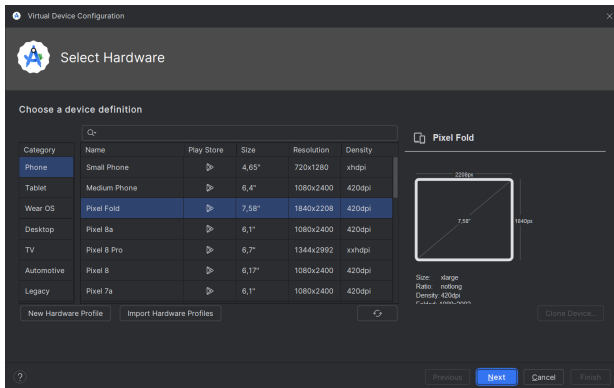 Virtual Device Configuration
Select Hardware
Choose a device definition
Category Name Play Store Size Resolution Density
Phone Small Phone 4,65" 720x1280 xhdpi
Tablet Medium Phone 6,4" 1080x2400 420dpi
Wear OS Pixel Fold 7,58" 1840x2208 420dpi
Desktop Pixel 8a 6,1" 1080x2400 420dpi
TV Pixel 8 Pro 6,7" 1344x2992 xxhdpi
Automotive Pixel 8 6,17" 1080x2400 420dpi
Legacy Pixel 7a 6,1" 1080x2400 420dpi
New Hardware Profile Import Hardware Profiles
Pixel Fold
2208px
7,58"
1840px
Size: xlarge
Ratio: notlong
Density: 420dpi
Clone Device...
? Previous Next Cancel Finish